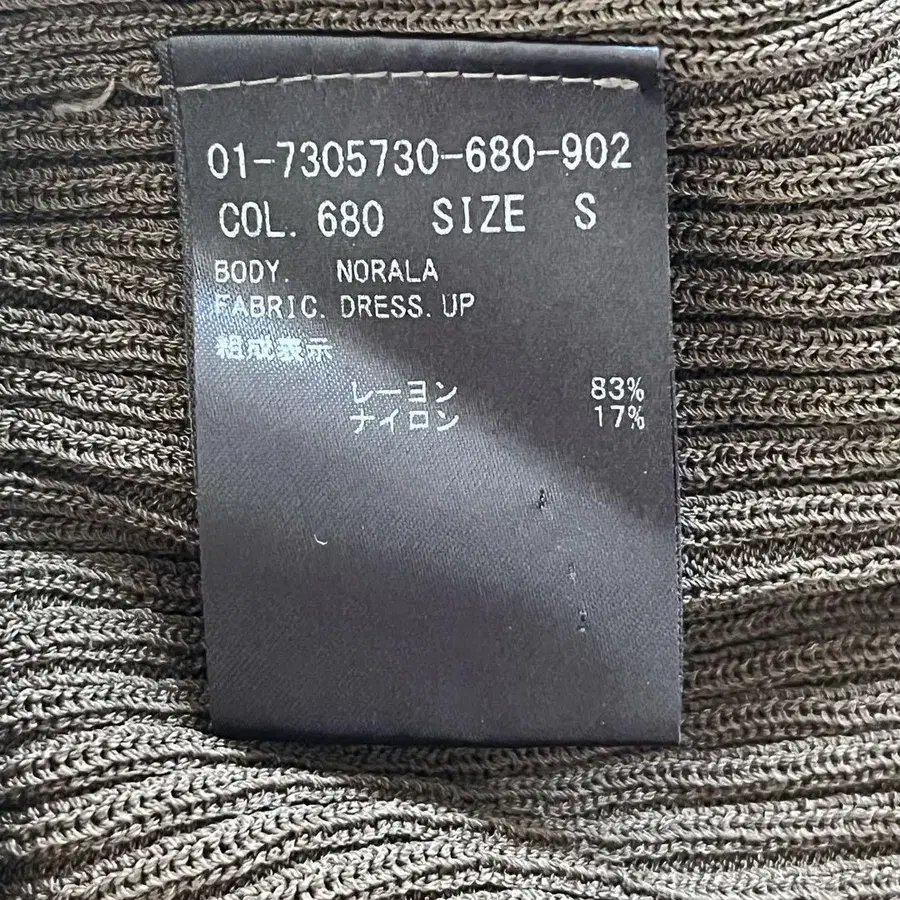 01-7305730-680-902
COL. 680 SIZE S
BODY. NORALA
FABRIC. DRESS. UP
組成表示
レーヨン 83%
ナイロン 17%